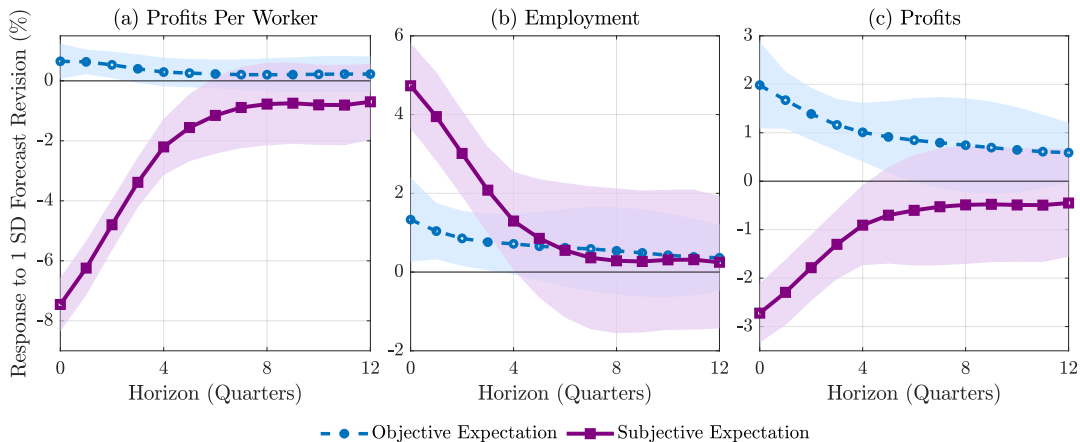 (a) Profits Per Worker
(b) Employment
(c) Profits
Response to 1 SD Forecast Revision (%)
0
-2
-4
-6
-8
0 4 8 12
Horizon (Quarters)
6
4
2
0
-2
0 4 8 12
Horizon (Quarters)
3
2
1
0
-1
-2
-3
0 4 8 12
Horizon (Quarters)
Objective Expectation Subjective Expectation